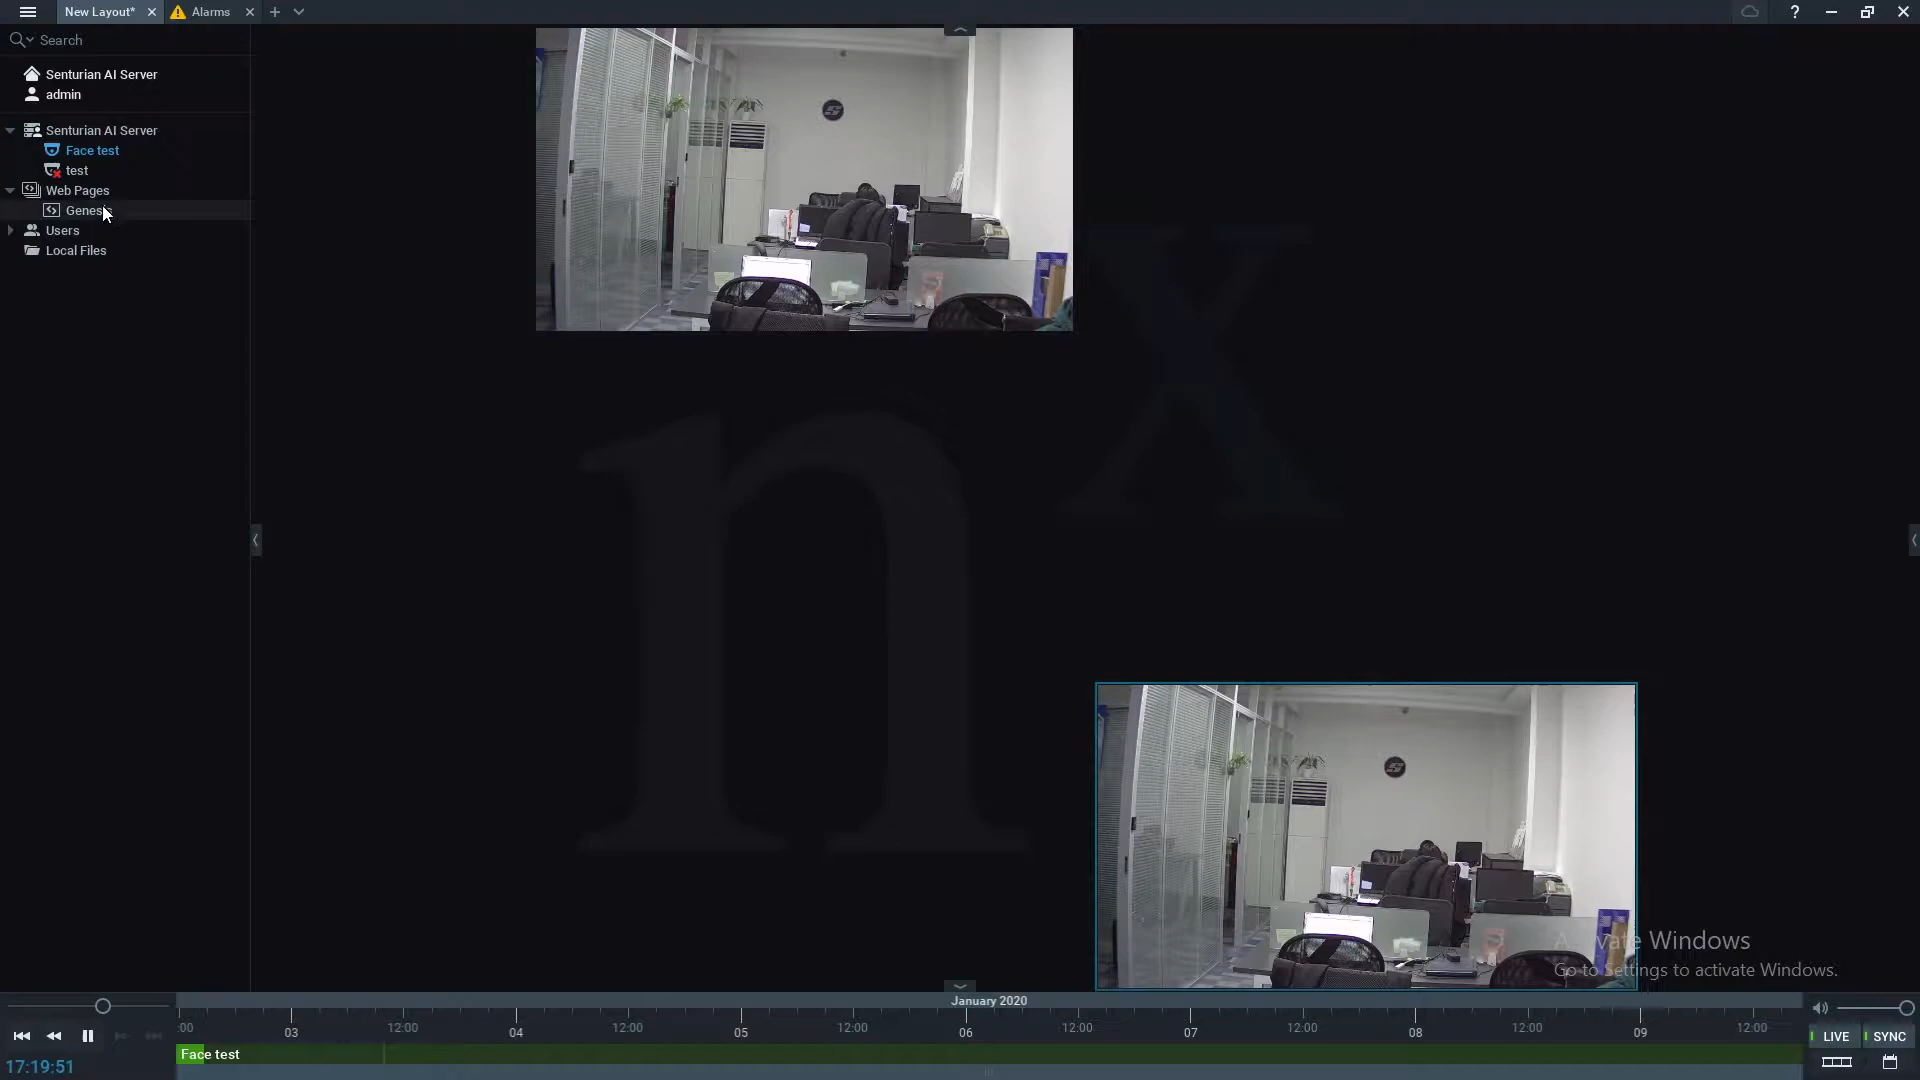 New Layout*
Alarms
?
Search
Senturian AI Server
admin
Senturian AI Server
Face test
test
Web Pages
Users
Local Files
n
x
Windows
Go to Settings to activate Windows.
January 2020
:00
03
12:00
04
12:00
05
12:00
06
12:00
07
12:00
08
12:00
09
12:00
LIVE
SYNC
Face test
17:19:51